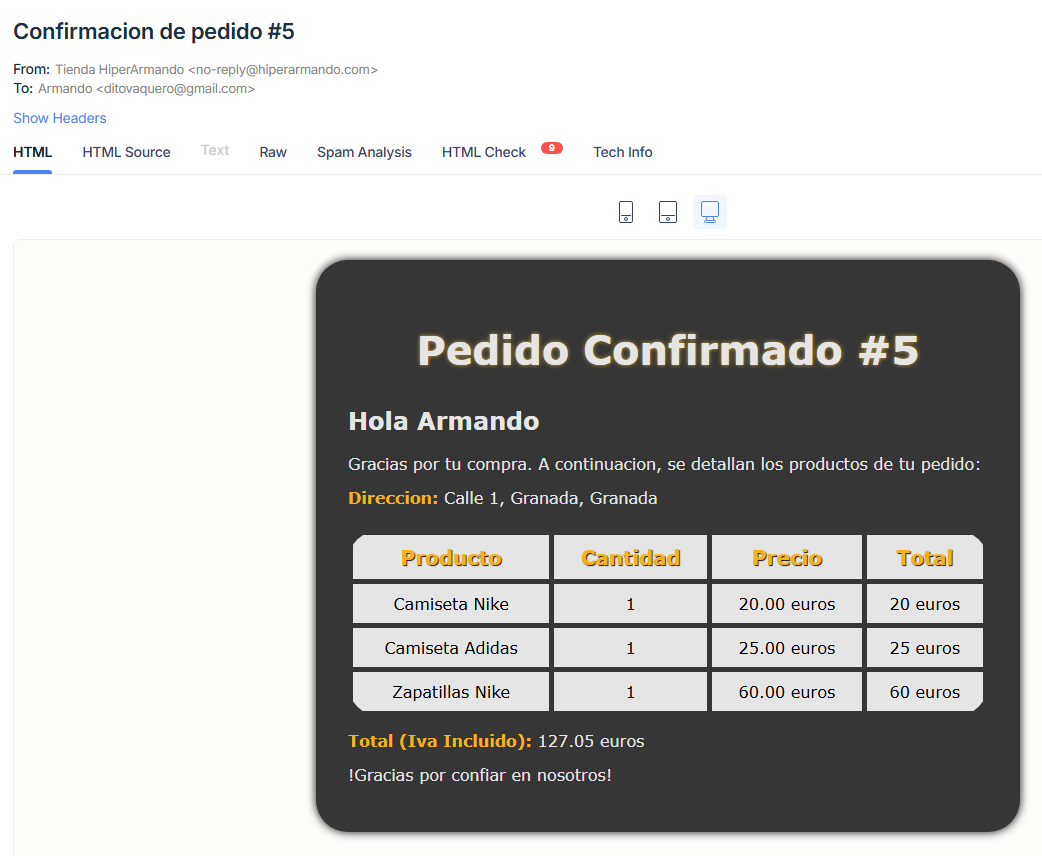 Confirmacion de pedido #5
From: Tienda HiperArmando <no-reply@hiperarmando.com>
To: Armando <ditovaquero@gmail.com>
Show Headers
HTML HTML Source Text Raw Spam Analysis HTML Check 9 Tech Info
Pedido Confirmado #5
Hola Armando
Gracias por tu compra. A continuacion, se detallan los productos de tu pedido:
Direccion: Calle 1, Granada, Granada
Producto Cantidad Precio Total
Camiseta Nike 1 20.00 euros 20 euros
Camiseta Adidas 1 25.00 euros 25 euros
Zapatillas Nike 1 60.00 euros 60 euros
Total (Iva Incluido): 127.05 euros
!Gracias por confiar en nosotros!